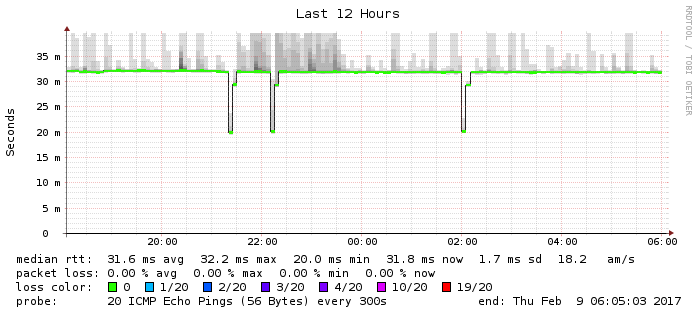 Last 12 Hours
RRDTOOL / TOBI OETIKER
Seconds
35 m
30 m
25 m
20 m
15 m
10 m
5 m
0
20:00 22:00 00:00 02:00 04:00 06:00
median rtt: 31.6 ms avg 32.2 ms max 20.0 ms min 31.8 ms now 1.7 ms sd 18.2 am/s
packet loss: 0.00 % avg 0.00 % max 0.00 % min 0.00 % now
loss color: 0 1/20 2/20 3/20 4/20 10/20 19/20
probe: 20 ICMP Echo Pings (56 Bytes) every 300s end: Thu Feb 9 06:05:03 2017